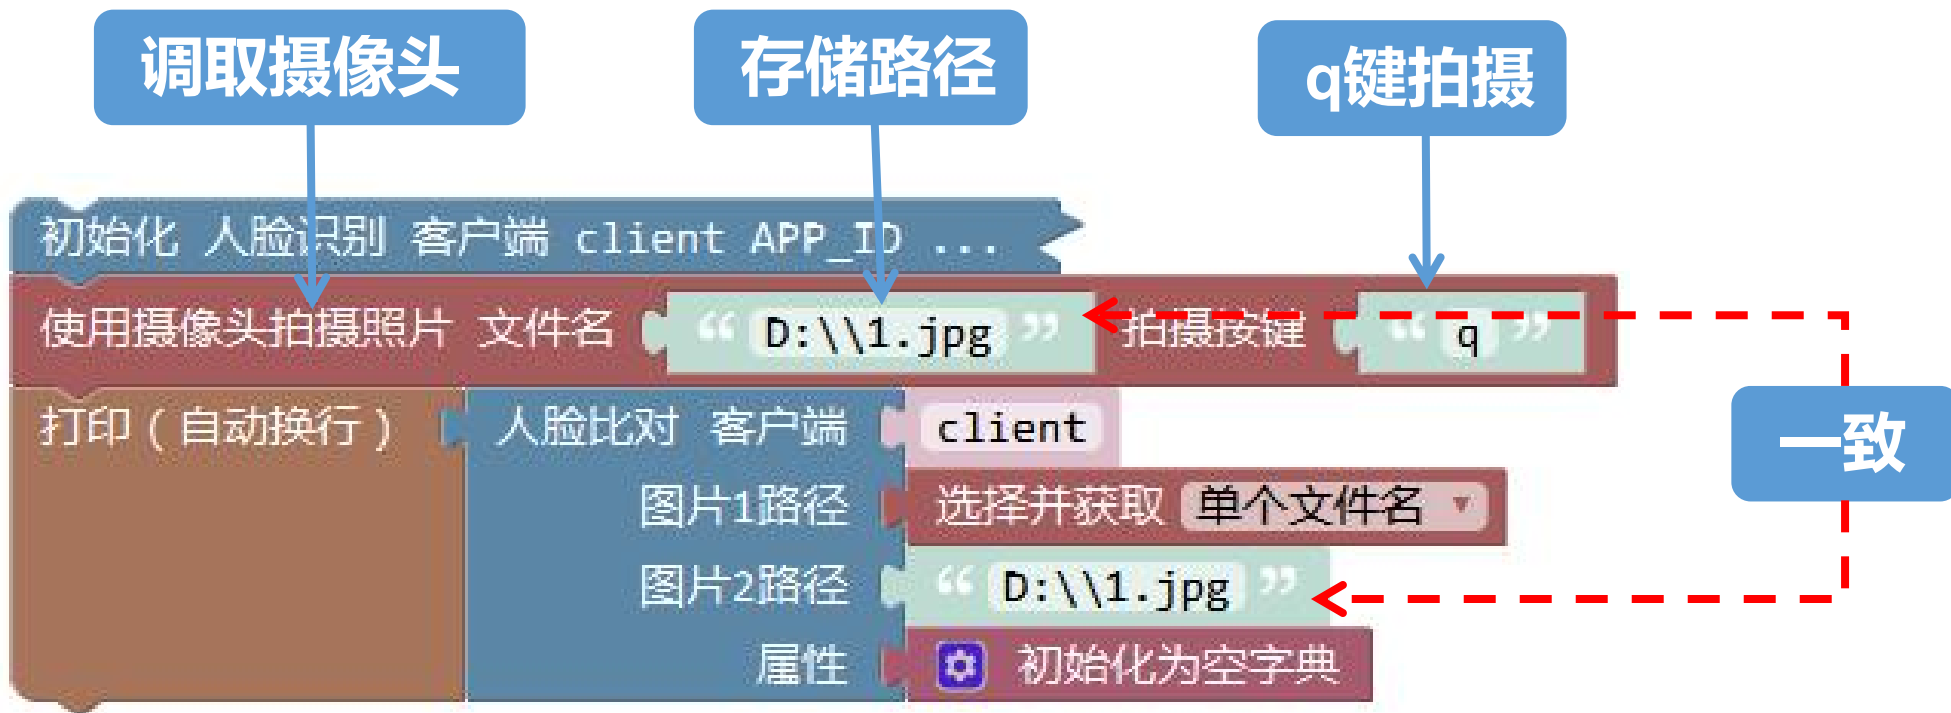 调取摄像头
存储路径
q键拍摄
初始化 人脸识别 客户端 client APP_ID ...
使用摄像头拍摄照片 文件名 “ D:\\1.jpg ” 拍摄按键 “ q ”
一致
打印（自动换行） 人脸比对 客户端 client
图片1路径 选择并获取 单个文件名
图片2路径 “ D:\\1.jpg ”
属性 初始化为空字典